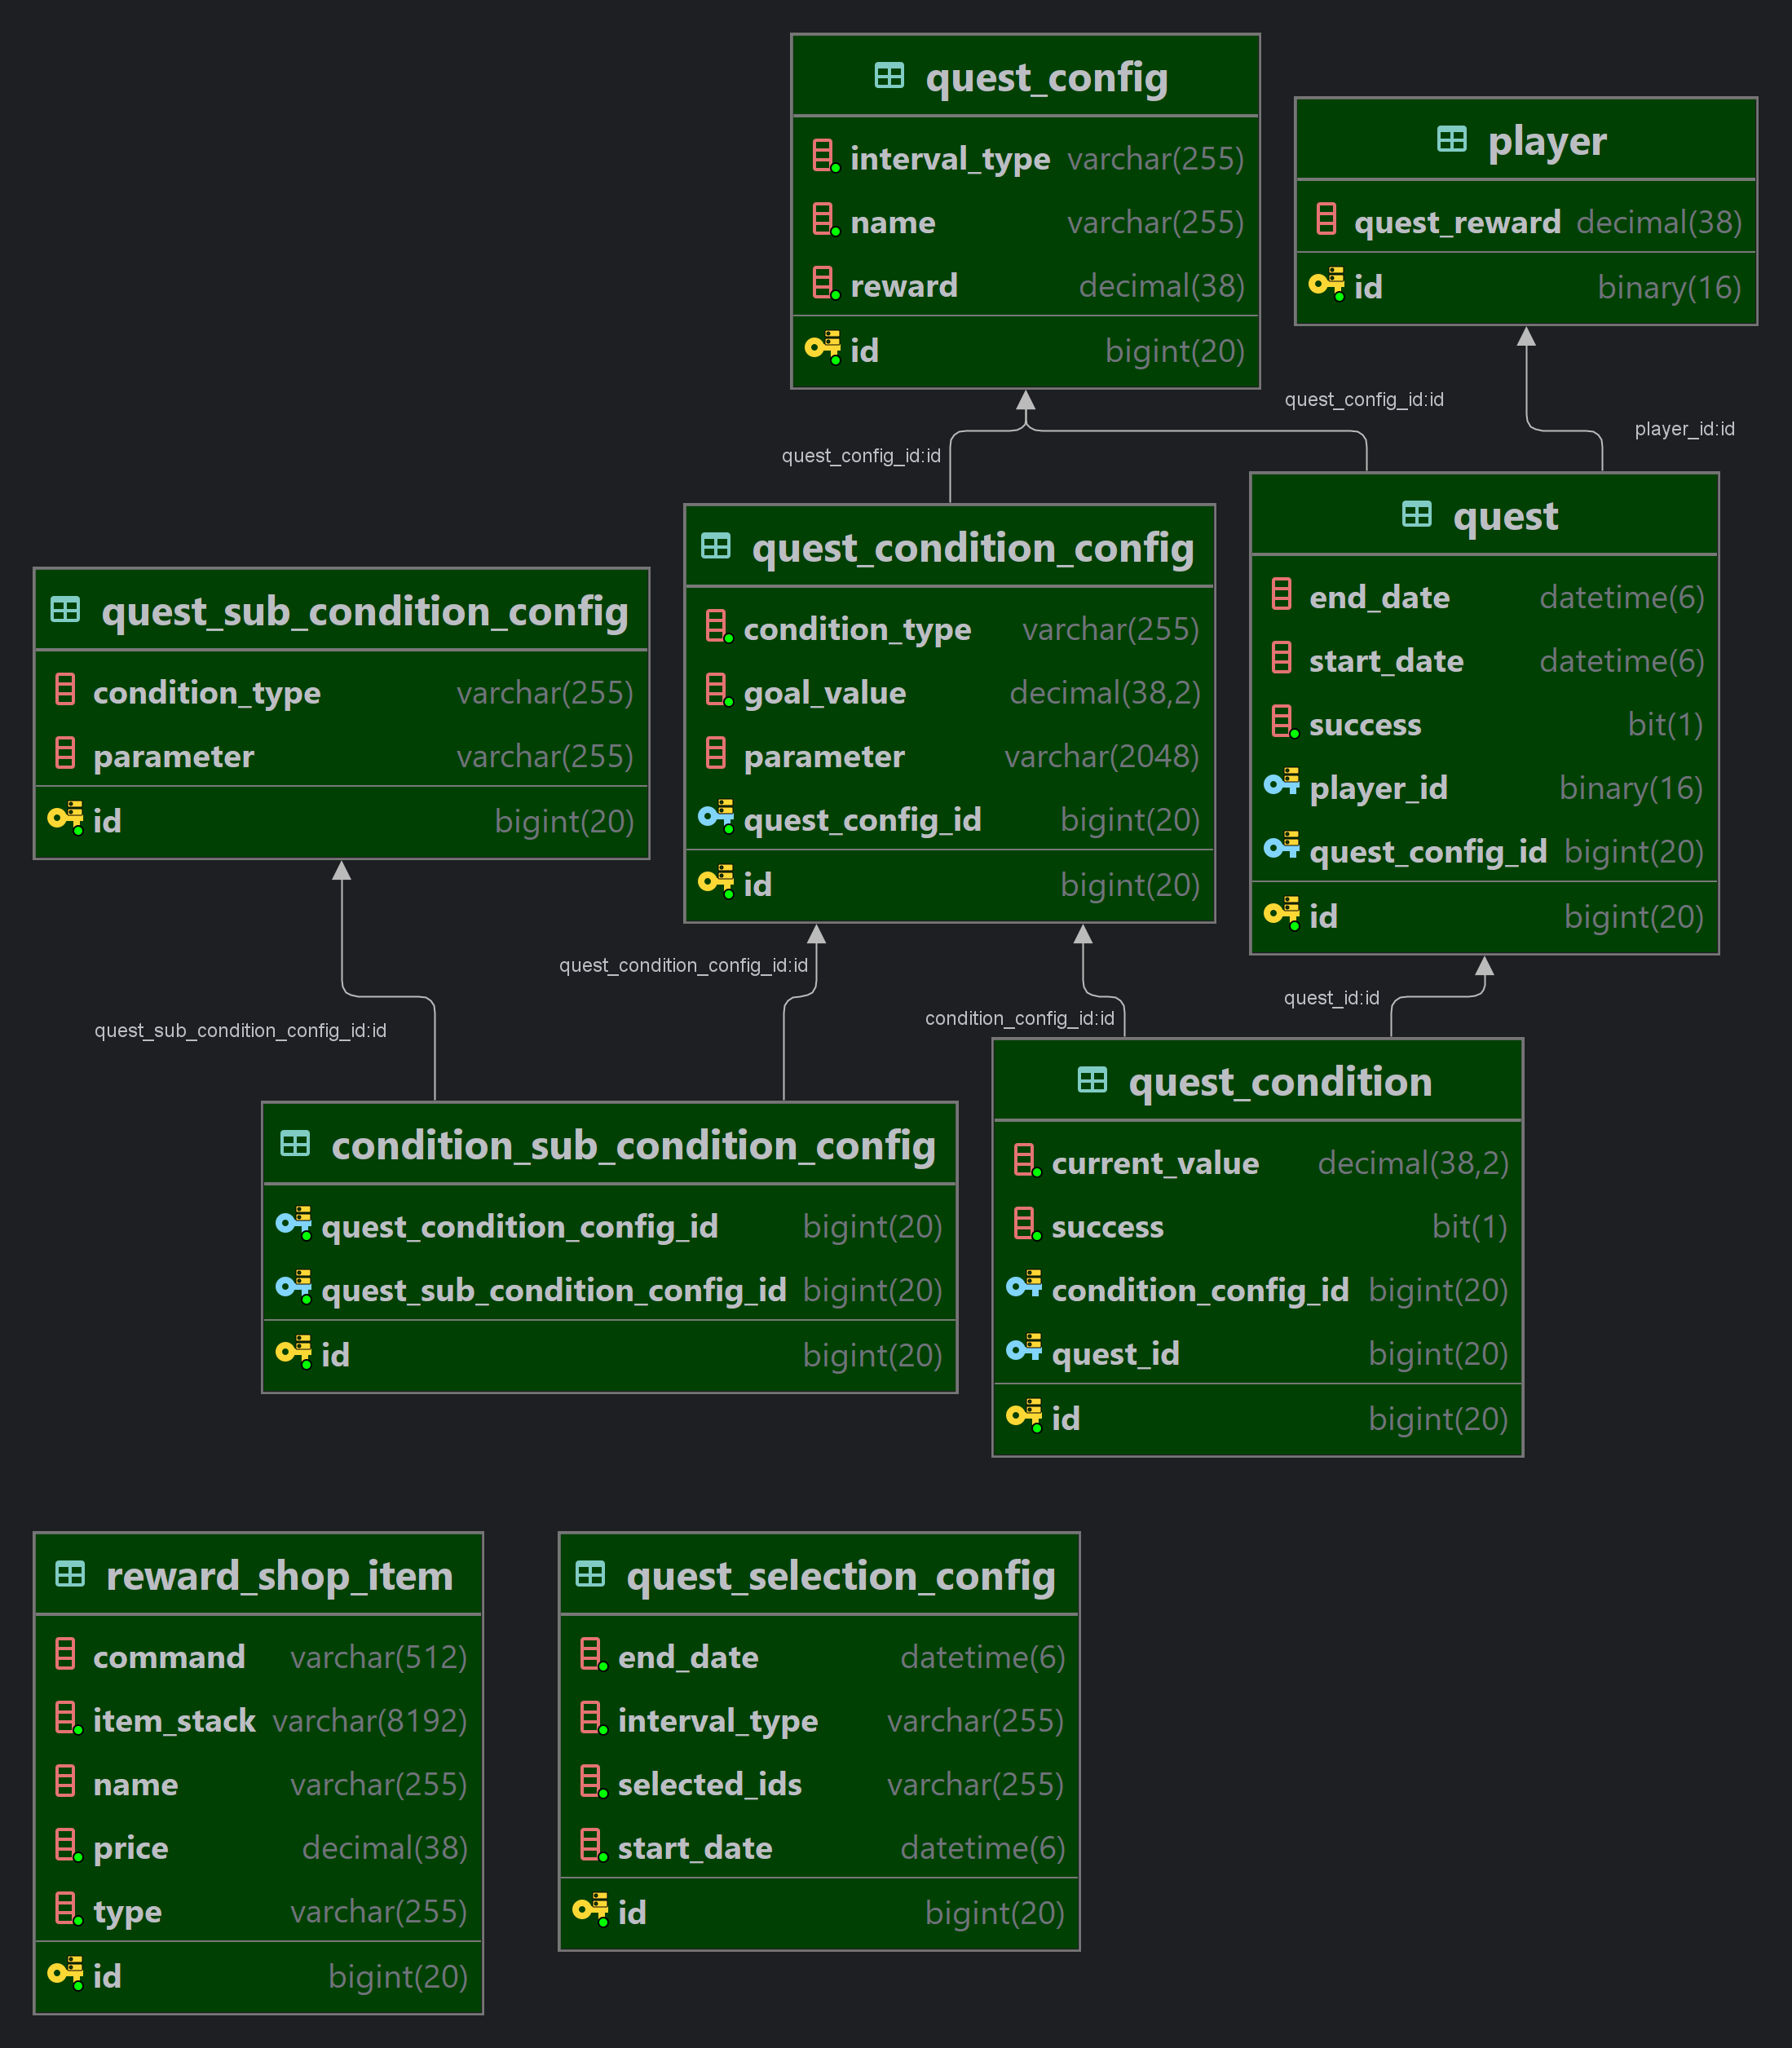 quest_config
interval_type varchar(255)
name varchar(255)
reward decimal(38)
id bigint(20)
player
quest_reward decimal(38)
id binary(16)
quest_config_id:id
player_id:id
quest_config_id:id
quest_condition_config
condition_type varchar(255)
goal_value decimal(38,2)
parameter varchar(2048)
quest_config_id bigint(20)
id bigint(20)
quest
end_date datetime(6)
start_date datetime(6)
success bit(1)
player_id binary(16)
quest_config_id bigint(20)
id bigint(20)
quest_sub_condition_config
condition_type varchar(255)
parameter varchar(255)
id bigint(20)
quest_condition_config_id:id
quest_sub_condition_config_id:id
condition_config_id:id
quest_id:id
condition_sub_condition_config
quest_condition_config_id bigint(20)
quest_sub_condition_config_id bigint(20)
id bigint(20)
quest_condition
current_value decimal(38,2)
success bit(1)
condition_config_id bigint(20)
quest_id bigint(20)
id bigint(20)
reward_shop_item
command varchar(512)
item_stack varchar(8192)
name varchar(255)
price decimal(38)
type varchar(255)
id bigint(20)
quest_selection_config
end_date datetime(6)
interval_type varchar(255)
selected_ids varchar(255)
start_date datetime(6)
id bigint(20)